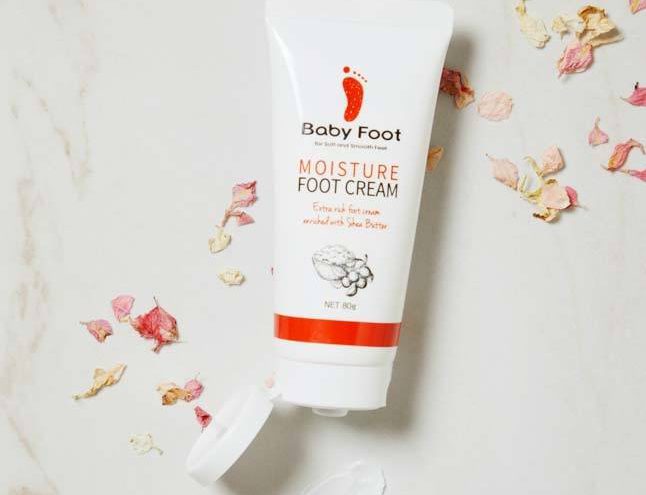 Baby Foot
for Soft and Smooth Feet
MOISTURE
FOOT CREAM
Extra rich foot cream
enriched with Shea Butter
NET 80g